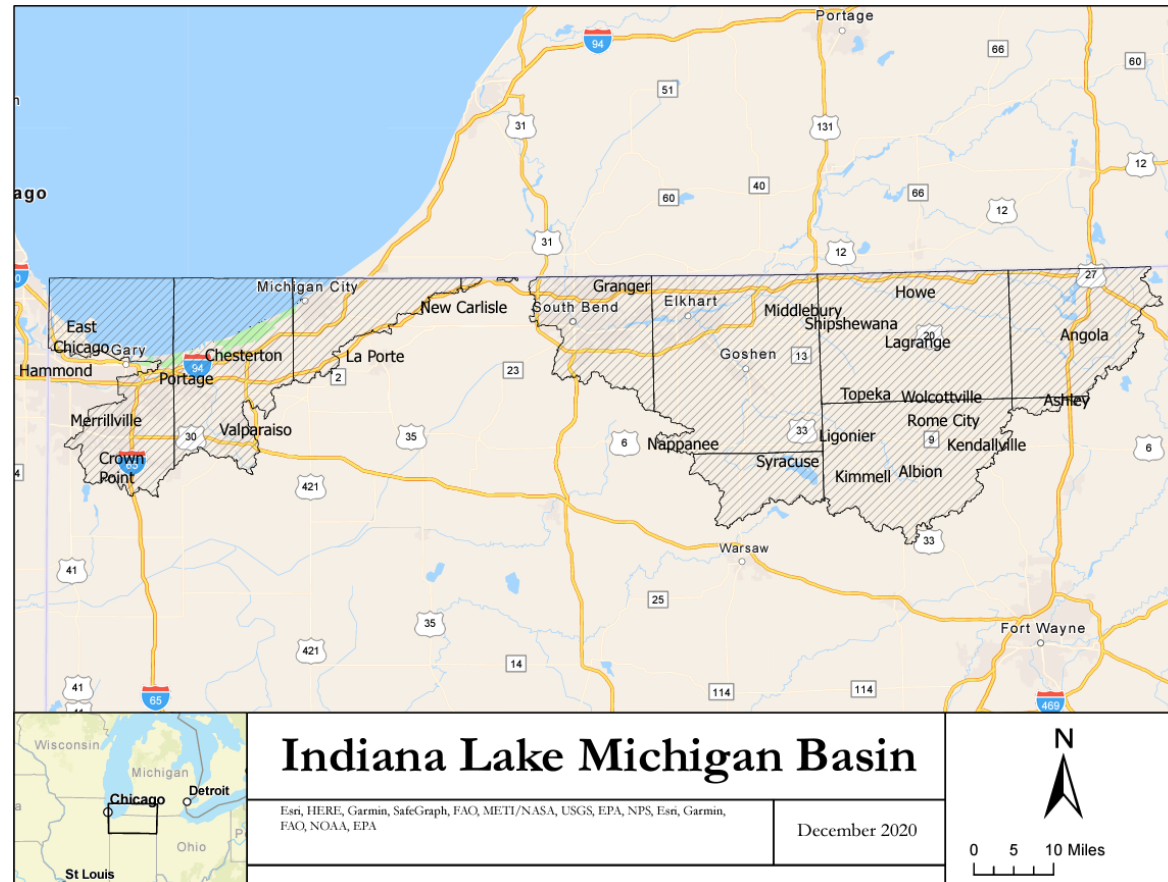 Portage
94
66
60
51
31
131
12
ago
40
60
66
12
31
12
0
27
Michigan City
Granger
Elkhart
Howe
New Carlisle
South Bend
Middlebury
East
Chicago
Shipshewana
20
Angola
Gary
Chesterton
La Porte
Lagrange
Hammond
94
Goshen
13
Portage
2
23
Topeka
Wolcottville
Ashley
Merrillville
Valparaiso
Rome City
30
35
6
Nappanee
33
Ligonier
9
Kendallville
6
Crown
Point
65
Syracuse
Kimmell
Albion
4
421
33
Warsaw
41
25
35
Fort Wayne
421
14
41
65
114
114
469
41
Wisconsin
Michigan
Chicago
Detroit
Ohio
St Louis
Indiana Lake Michigan Basin
Esri, HERE, Garmin, SafeGraph, FAO, METI/NASA, USGS, EPA, NPS, Esri, Garmin,
FAO, NOAA, EPA
December 2020
N
0 5 10 Miles